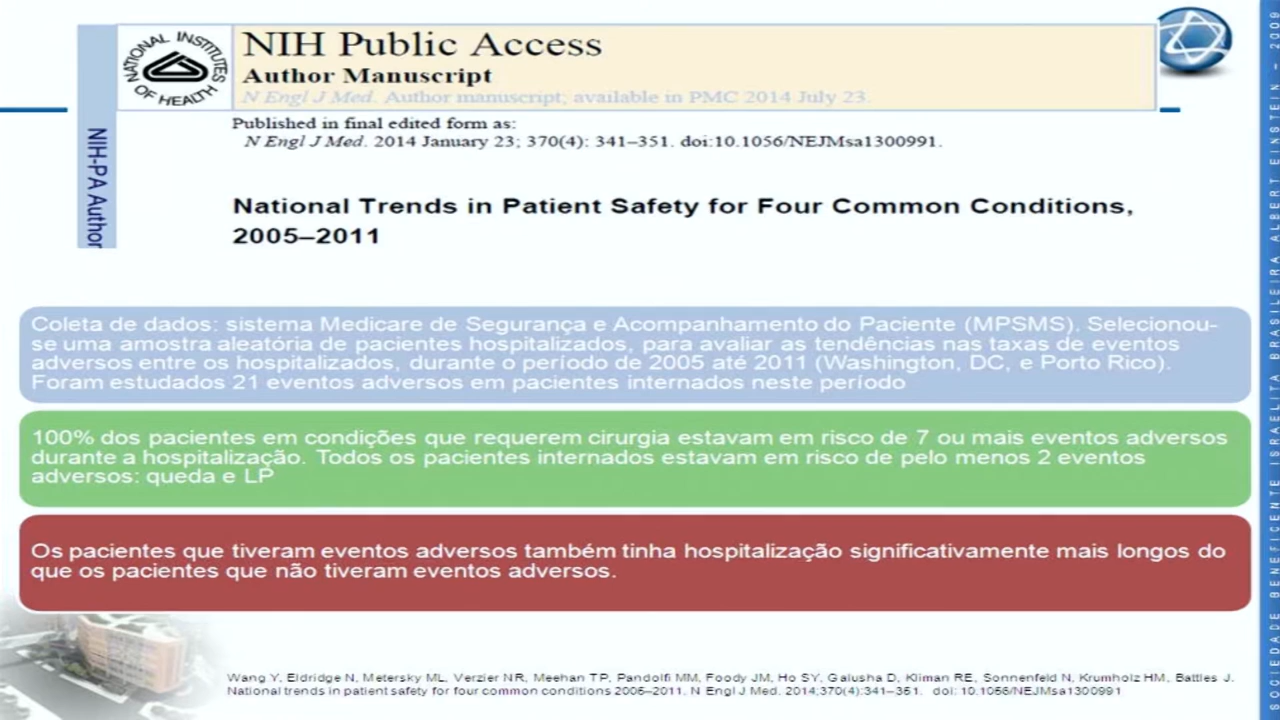 NATIONAL INSTITUTES OF HEALTH
NIH Public Access
Author Manuscript
N Engl J Med. Author manuscript; available in PMC 2014 July 23.
NIH-PA Author
Published in final edited form as:
N Engl J Med. 2014 January 23; 370(4): 341–351. doi:10.1056/NEJMsa1300991.
National Trends in Patient Safety for Four Common Conditions,
2005–2011
Coleta de dados: sistema Medicare de Segurança e Acompanhamento do Paciente (MPSMS). Selecionou-
se uma amostra aleatória de pacientes hospitalizados, para avaliar as tendências nas taxas de eventos
adversos entre os hospitalizados, durante o período de 2005 até 2011 (Washington, DC, e Porto Rico).
Foram estudados 21 eventos adversos em pacientes internados neste período
100% dos pacientes em condições que requerem cirurgia estavam em risco de 7 ou mais eventos adversos
durante a hospitalização. Todos os pacientes internados estavam em risco de pelo menos 2 eventos
adversos: queda e LP
Os pacientes que tiveram eventos adversos também tinha hospitalização significativamente mais longos do
que os pacientes que não tiveram eventos adversos.
Wang Y, Eldridge N, Metersky ML, Verzier NR, Meehan TP, Pandolfi MM, Foody JM, Ho SY, Galusha D, Kliman RE, Sonnenfeld N, Krumholz HM, Battles J.
National trends in patient safety for four common conditions 2005–2011. N Engl J Med. 2014;370(4):341–351. doi: 10.1056/NEJMsa1300991
SOCIEDADE BENEFICENTE ISRAELITA BRASILEIRA ALBERT EINSTEIN - 2009